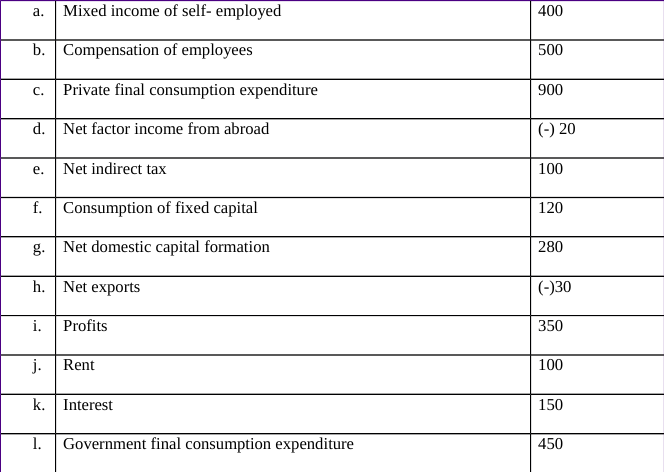 a. Mixed income of self- employed 400
b. Compensation of employees 500
c. Private final consumption expenditure 900
d. Net factor income from abroad (-) 20
e. Net indirect tax 100
f. Consumption of fixed capital 120
g. Net domestic capital formation 280
h. Net exports (-)30
i. Profits 350
j. Rent 100
k. Interest 150
l. Government final consumption expenditure 450